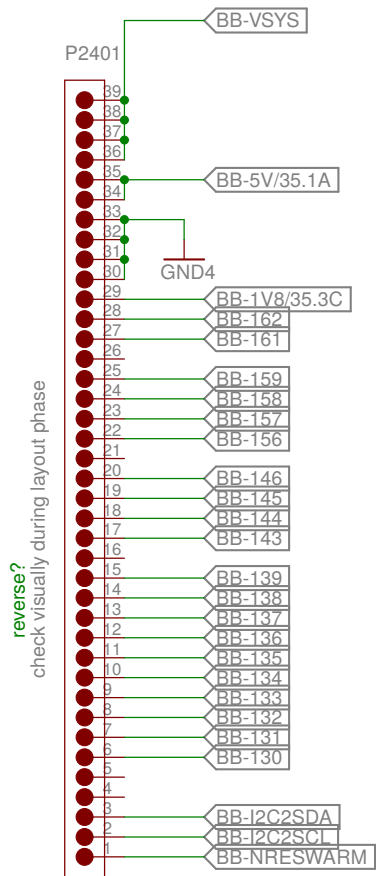 BB-VSYS
P2401
39
38
37
36
35 BB-5V/35.1A
34
33
32
31
GND4
30
29 BB-1V8/35.3C
28 BB-162
27 BB-161
26
25 BB-159
24 BB-158
23 BB-157
22 BB-156
21
20 BB-146
19 BB-145
18 BB-144
17 BB-143
16
15 BB-139
14 BB-138
13 BB-137
12 BB-136
11 BB-135
10 BB-134
9 BB-133
8 BB-132
7 BB-131
6 BB-130
5
4
3 BB-I2C2SDA
2 BB-I2C2SCL
1 BB-NRESWARM
reverse?
check visually during layout phase